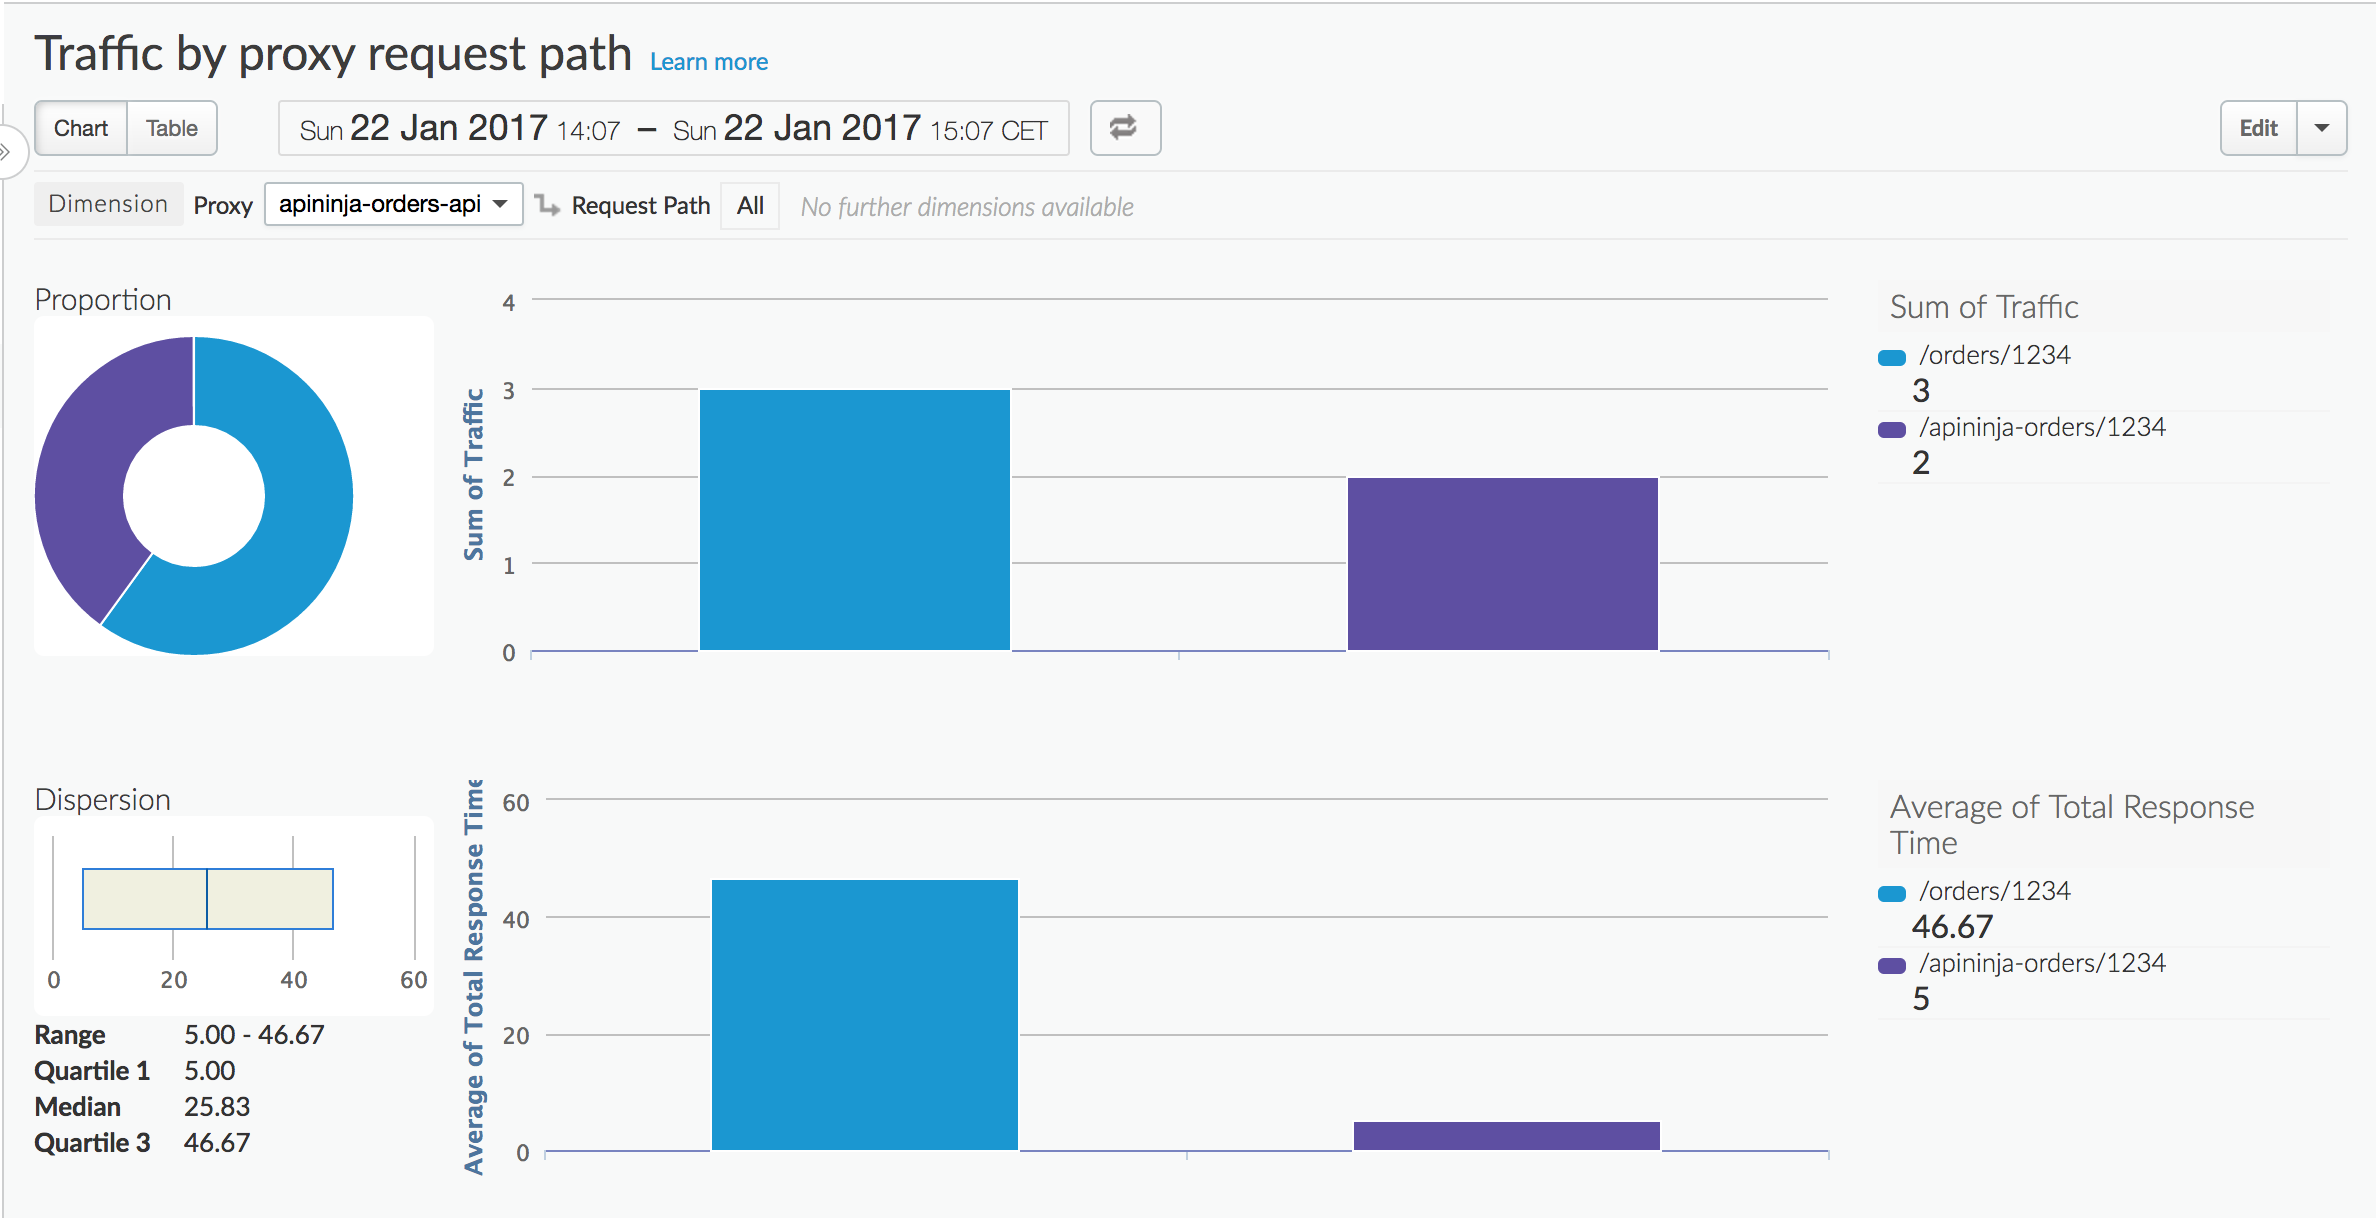 Traffic by proxy request path Learn more
Chart Table Sun 22 Jan 2017 14:07 – Sun 22 Jan 2017 15:07 CET Edit
Dimension Proxy apininja-orders-api Request Path All No further dimensions available
Proportion
4
3
2
1
0
Sum of Traffic
Sum of Traffic
/orders/1234
3
/apininja-orders/1234
2
Dispersion
0 20 40 60
Range 5.00 - 46.67
Quartile 1 5.00
Median 25.83
Quartile 3 46.67
60
40
20
0
Average of Total Response Time
Average of Total Response
Time
/orders/1234
46.67
/apininja-orders/1234
5